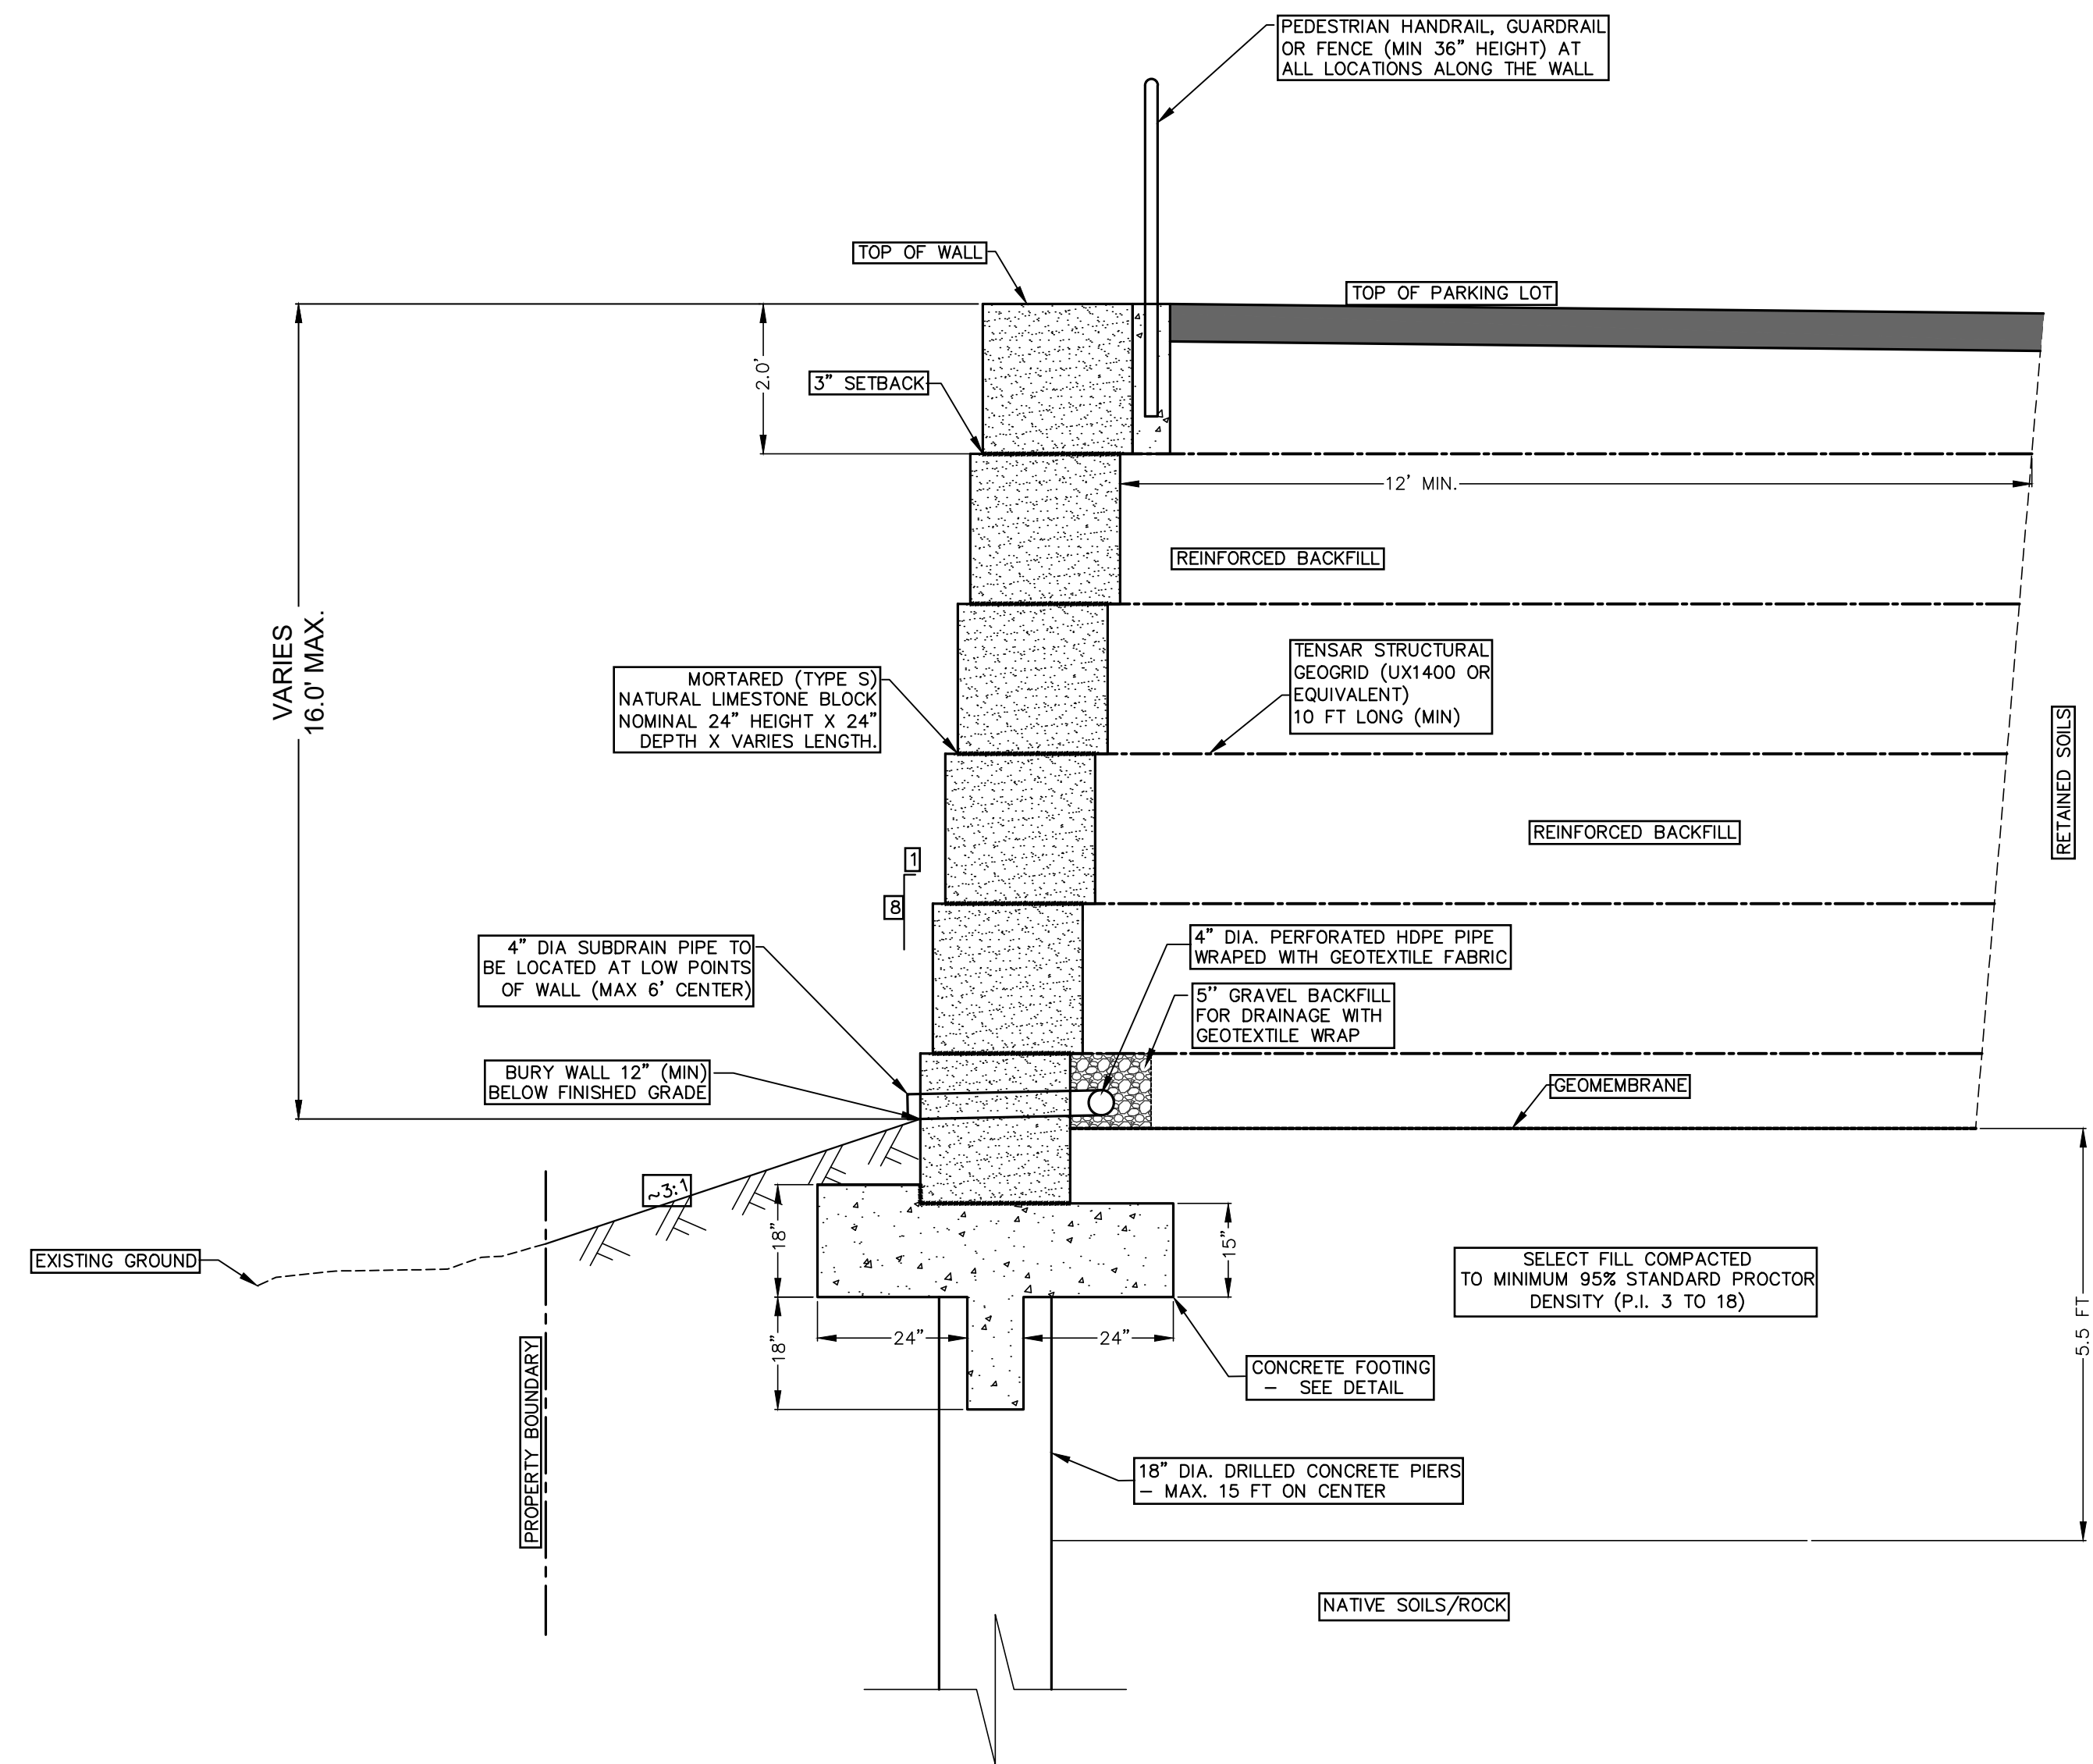 PEDESTRIAN HANDRAIL, GUARDRAIL
OR FENCE (MIN 36" HEIGHT) AT
ALL LOCATIONS ALONG THE WALL
TOP OF WALL
TOP OF PARKING LOT
2.0'
3" SETBACK
12' MIN.
REINFORCED BACKFILL
VARIES
16.0' MAX.
MORTARED (TYPE S)
NATURAL LIMESTONE BLOCK
NOMINAL 24" HEIGHT X 24"
DEPTH X VARIES LENGTH.
TENSAR STRUCTURAL
GEOGRID (UX1400 OR
EQUIVALENT)
10 FT LONG (MIN)
RETAINED SOILS
REINFORCED BACKFILL
1
8
4" DIA SUBDRAIN PIPE TO
BE LOCATED AT LOW POINTS
OF WALL (MAX 6' CENTER)
4" DIA. PERFORATED HDPE PIPE
WRAPED WITH GEOTEXTILE FABRIC
5'' GRAVEL BACKFILL
FOR DRAINAGE WITH
GEOTEXTILE WRAP
BURY WALL 12" (MIN)
BELOW FINISHED GRADE
GEOMEMBRANE
~3:1
EXISTING GROUND
18"
15"
SELECT FILL COMPACTED
TO MINIMUM 95% STANDARD PROCTOR
DENSITY (P.I. 3 TO 18)
5.5 FT
24"
24"
18"
PROPERTY BOUNDARY
CONCRETE FOOTING
- SEE DETAIL
18" DIA. DRILLED CONCRETE PIERS
- MAX. 15 FT ON CENTER
NATIVE SOILS/ROCK